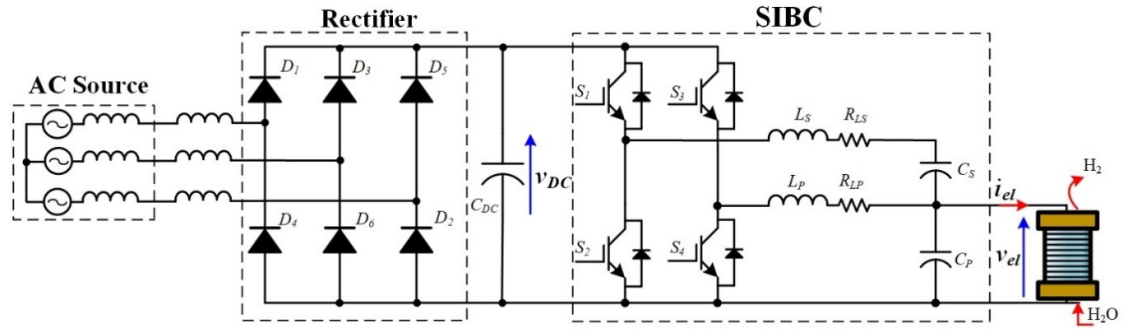 Rectifier
SIBC
AC Source
D1
D3
D5
S1
S3
LS
RLS
CS
H2
vDC
CDC
LP
RLP
iel
D4
D6
D2
S2
S4
CP
vel
H2O